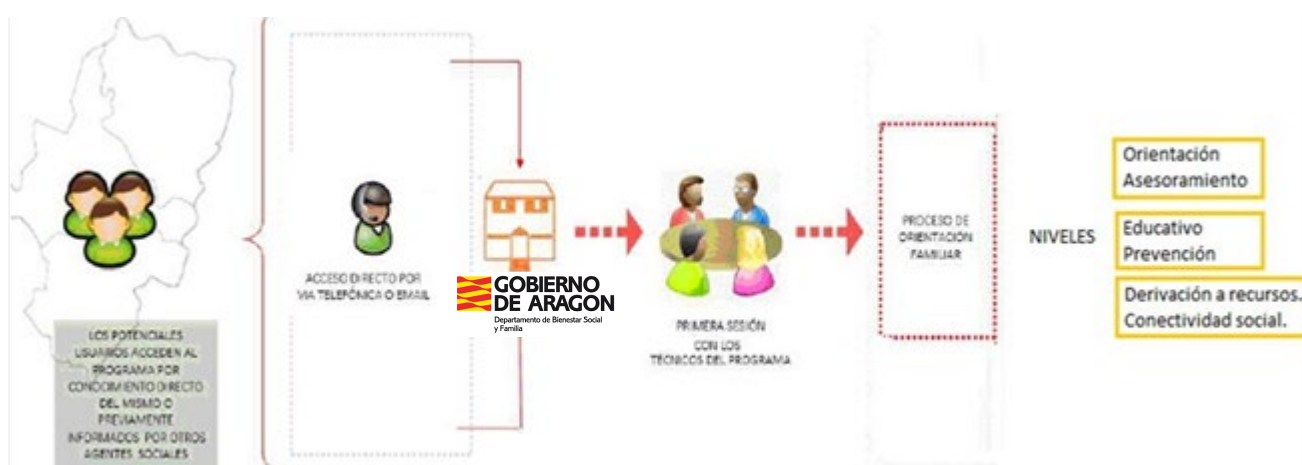 LOS POTENCIALES
USUARIOS ACCEDEN AL
PROGRAMA POR
CONOCIMIENTO DIRECTO
DEL MISMO O
PREVIAMENTE
INFORMADOS POR OTROS
AGENTES SOCIALES
ACCESO DIRECTO POR
VIA TELEFÓNICA O EMAIL
GOBIERNO
DE ARAGON
Departamento de Bienestar Social
y Familia
PRIMERA SESIÓN
CON LOS
TÉCNICOS DEL PROGRAMA
PROCESO DE
ORIENTACIÓN
FAMILIAR
NIVELES
Orientación
Asesoramiento
Educativo
Prevención
Derivación a recursos.
Conectividad social.